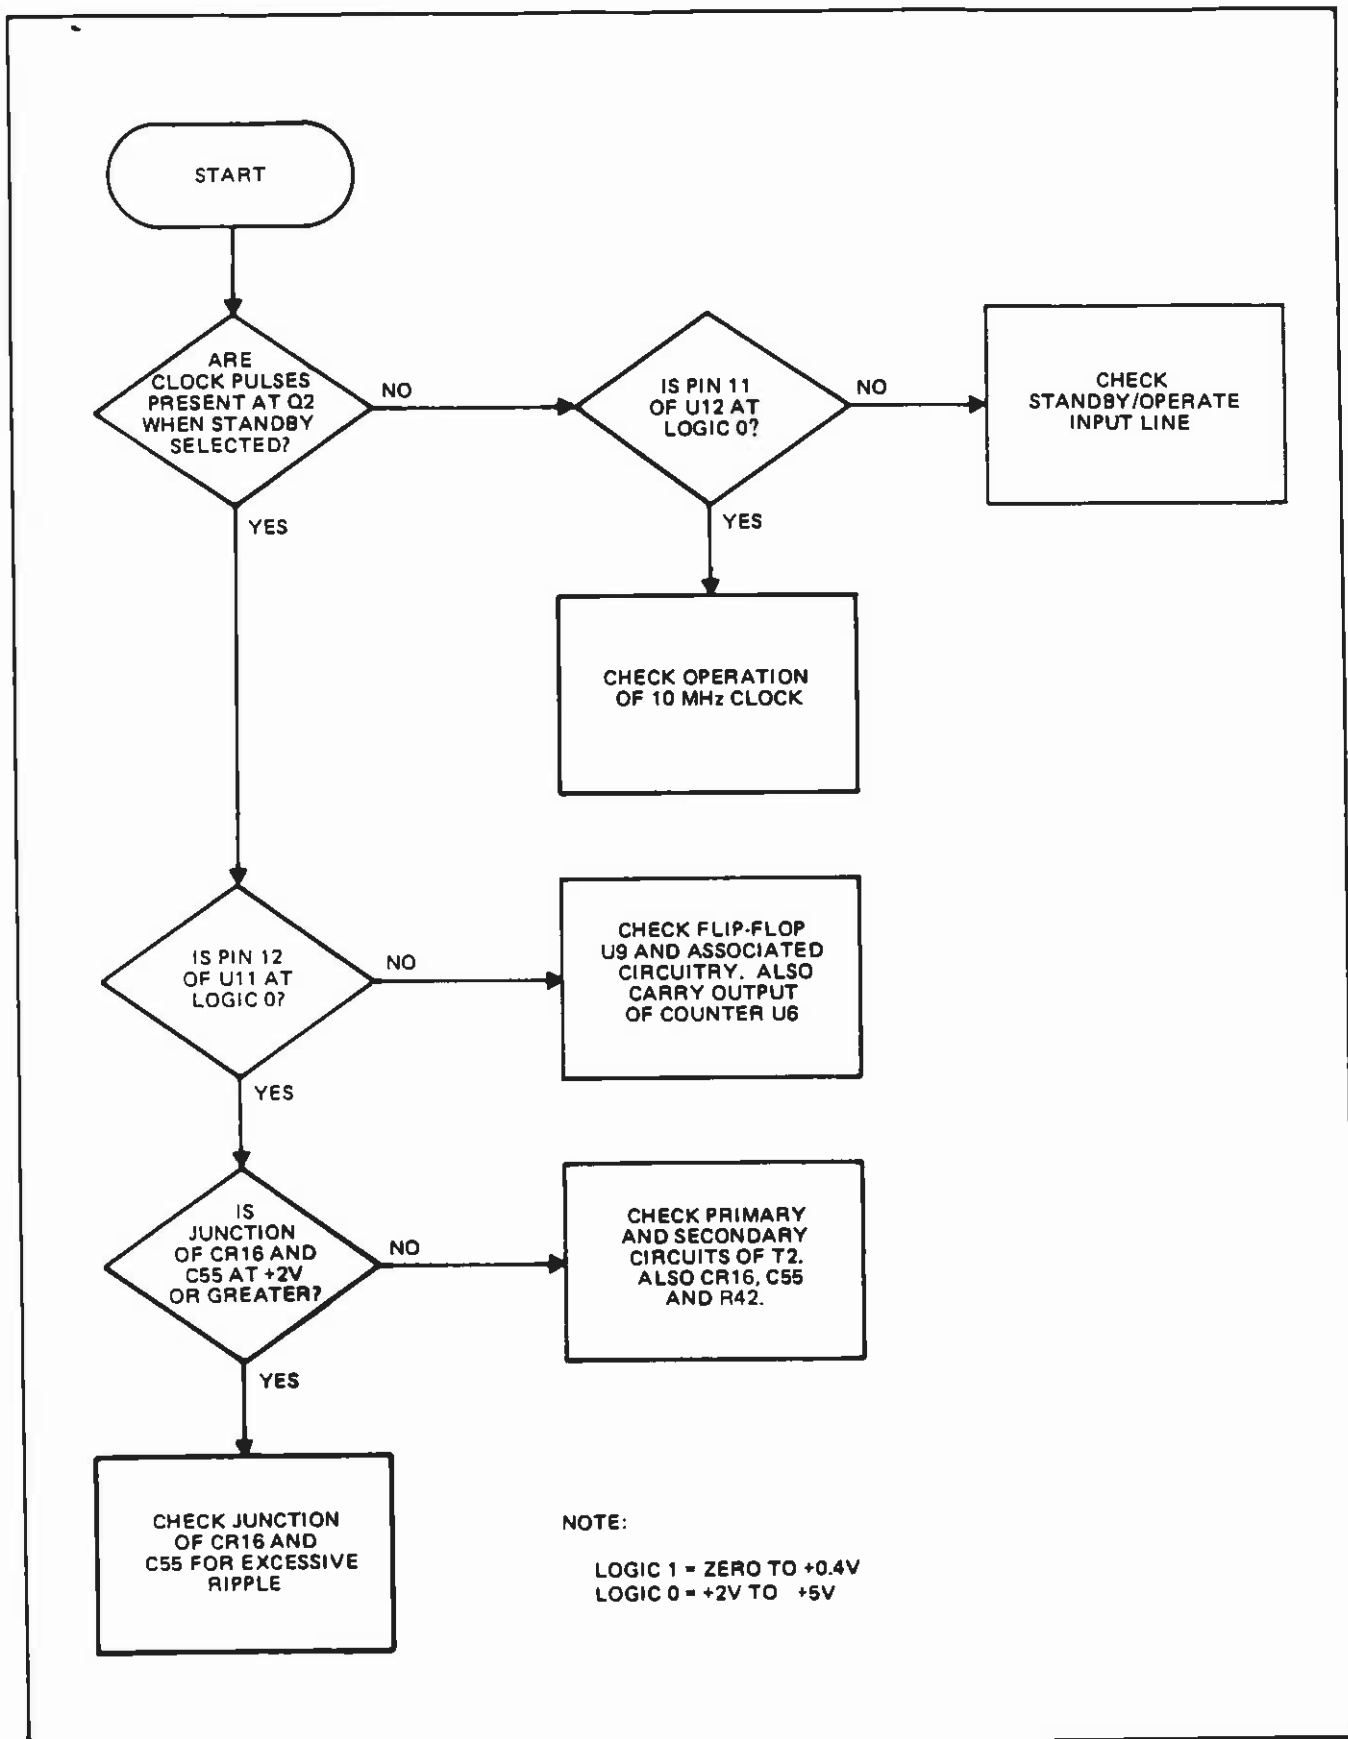 START
ARE
CLOCK PULSES
PRESENT AT Q2
WHEN STANDBY
SELECTED?
NO
IS PIN 11
OF U12 AT
LOGIC 0?
NO
CHECK
STANDBY/OPERATE
INPUT LINE
YES
YES
CHECK OPERATION
OF 10 MHz CLOCK
IS PIN 12
OF U11 AT
LOGIC 0?
NO
CHECK FLIP-FLOP
U9 AND ASSOCIATED
CIRCUITRY. ALSO
CARRY OUTPUT
OF COUNTER U6
YES
IS
JUNCTION
OF CR16 AND
C55 AT +2V
OR GREATER?
NO
CHECK PRIMARY
AND SECONDARY
CIRCUITS OF T2.
ALSO CR16, C55
AND R42.
YES
CHECK JUNCTION
OF CR16 AND
C55 FOR EXCESSIVE
RIPPLE
NOTE:
LOGIC 1 = ZERO TO +0.4V
LOGIC 0 = +2V TO +5V